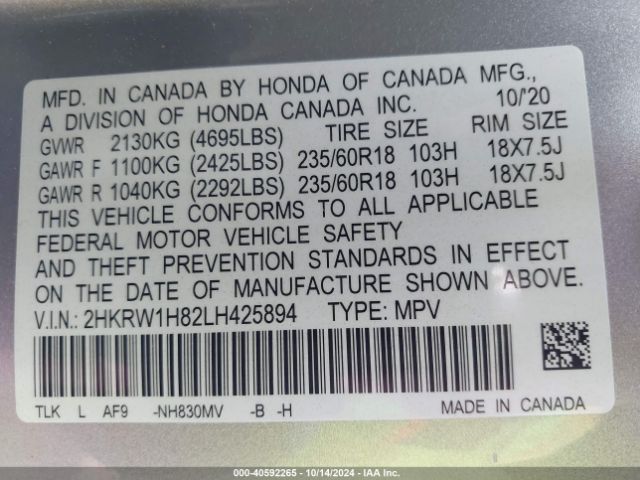 MFD. IN CANADA BY HONDA OF CANADA MFG.,
A DIVISION OF HONDA CANADA INC. 10/'20
GVWR 2130KG (4695LBS) TIRE SIZE RIM SIZE
GAWR F 1100KG (2425LBS) 235/60R18 103H 18X7.5J
GAWR R 1040KG (2292LBS) 235/60R18 103H 18X7.5J
THIS VEHICLE CONFORMS TO ALL APPLICABLE
FEDERAL MOTOR VEHICLE SAFETY
AND THEFT PREVENTION STANDARDS IN EFFECT
ON THE DATE OF MANUFACTURE SHOWN ABOVE.
V.I.N.: 2HKRW1H82LH425894 TYPE: MPV
TLK L AF9 -NH830MV -B -H MADE IN CANADA
000-40592265 - 10/14/2024 - IAA Inc.